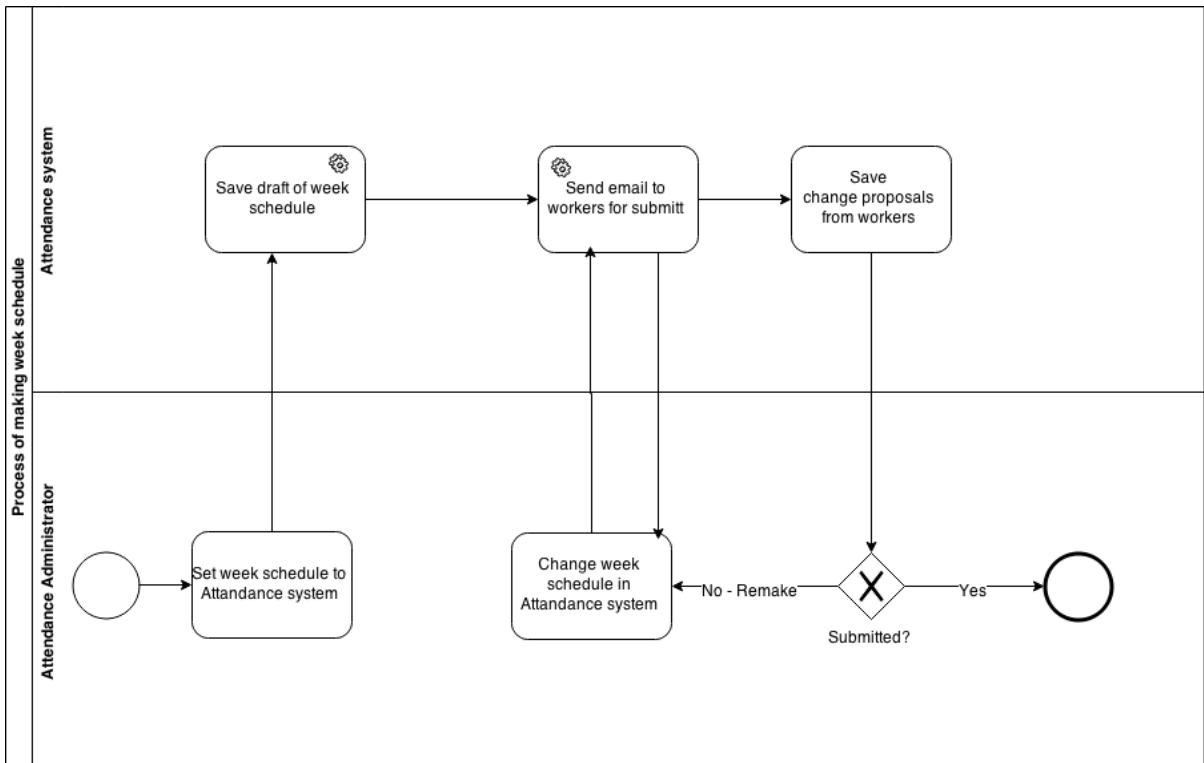 Process of making week schedule
Attendance system
Save draft of week
schedule
Send email to
workers for submitt
Save
change proposals
from workers
Attendance Administrator
Set week schedule to
Attandance system
Change week
schedule in
Attandance system
No - Remake
Submitted?
Yes